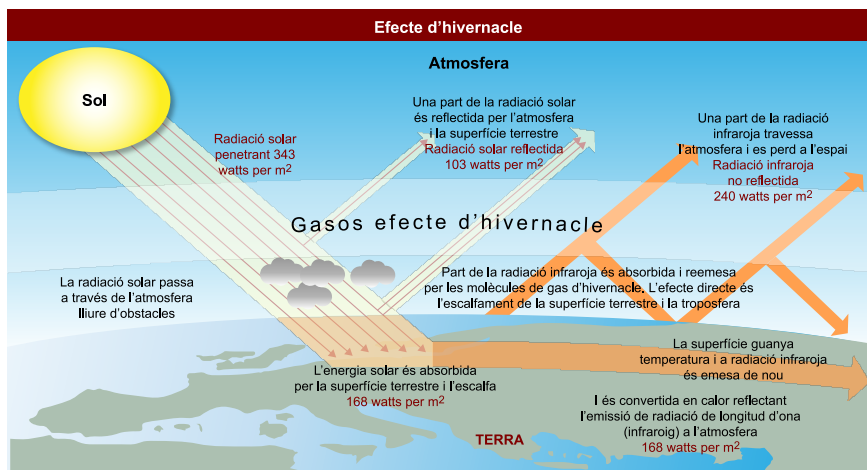 Efecte d'hivernacle
Atmosfera
Sol
Radiació solar
penetrant 343
watts per m²
Una part de la radiació solar
és reflectida per l'atmosfera
i la superfície terrestre
Radiació solar reflectida
103 watts per m²
Una part de la radiació
infraroja travessa
l'atmosfera i es perd a l'espai
Radiació infraroja
no reflectida
240 watts per m²
Gasos efecte d'hivernacle
La radiació solar passa
a través de l'atmosfera
lliure d'obstacles
Part de la radiació infraroja és absorbida i reemesa
per les molècules de gas d'hivernacle. L'efecte directe és
l'escalfament de la superfície terrestre i la troposfera
L'energia solar és absorbida
per la superfície terrestre i l'escalfa
168 watts per m²
La superfície guanya
temperatura i a radiació infraroja
és emesa de nou
I és convertida en calor reflectant
l'emissió de radiació de longitud d'ona
(infraroig) a l'atmosfera
168 watts per m²
TERRA